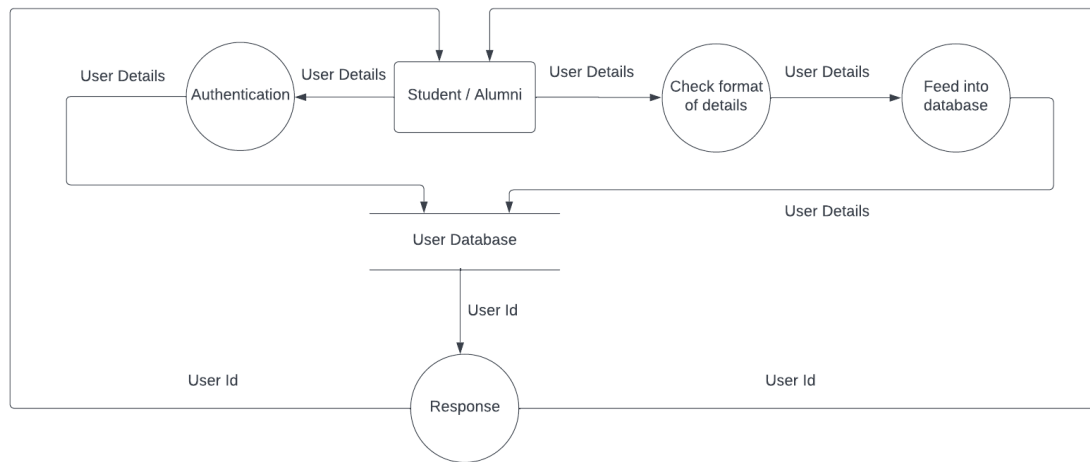 User Details
Authentication
User Details
Student / Alumni
User Details
Check format
of details
User Details
Feed into
database
User Details
User Database
User Id
User Id
User Id
Response